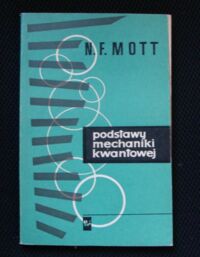 N.F. MOTT
podstawy
mechaniki
kwantowej